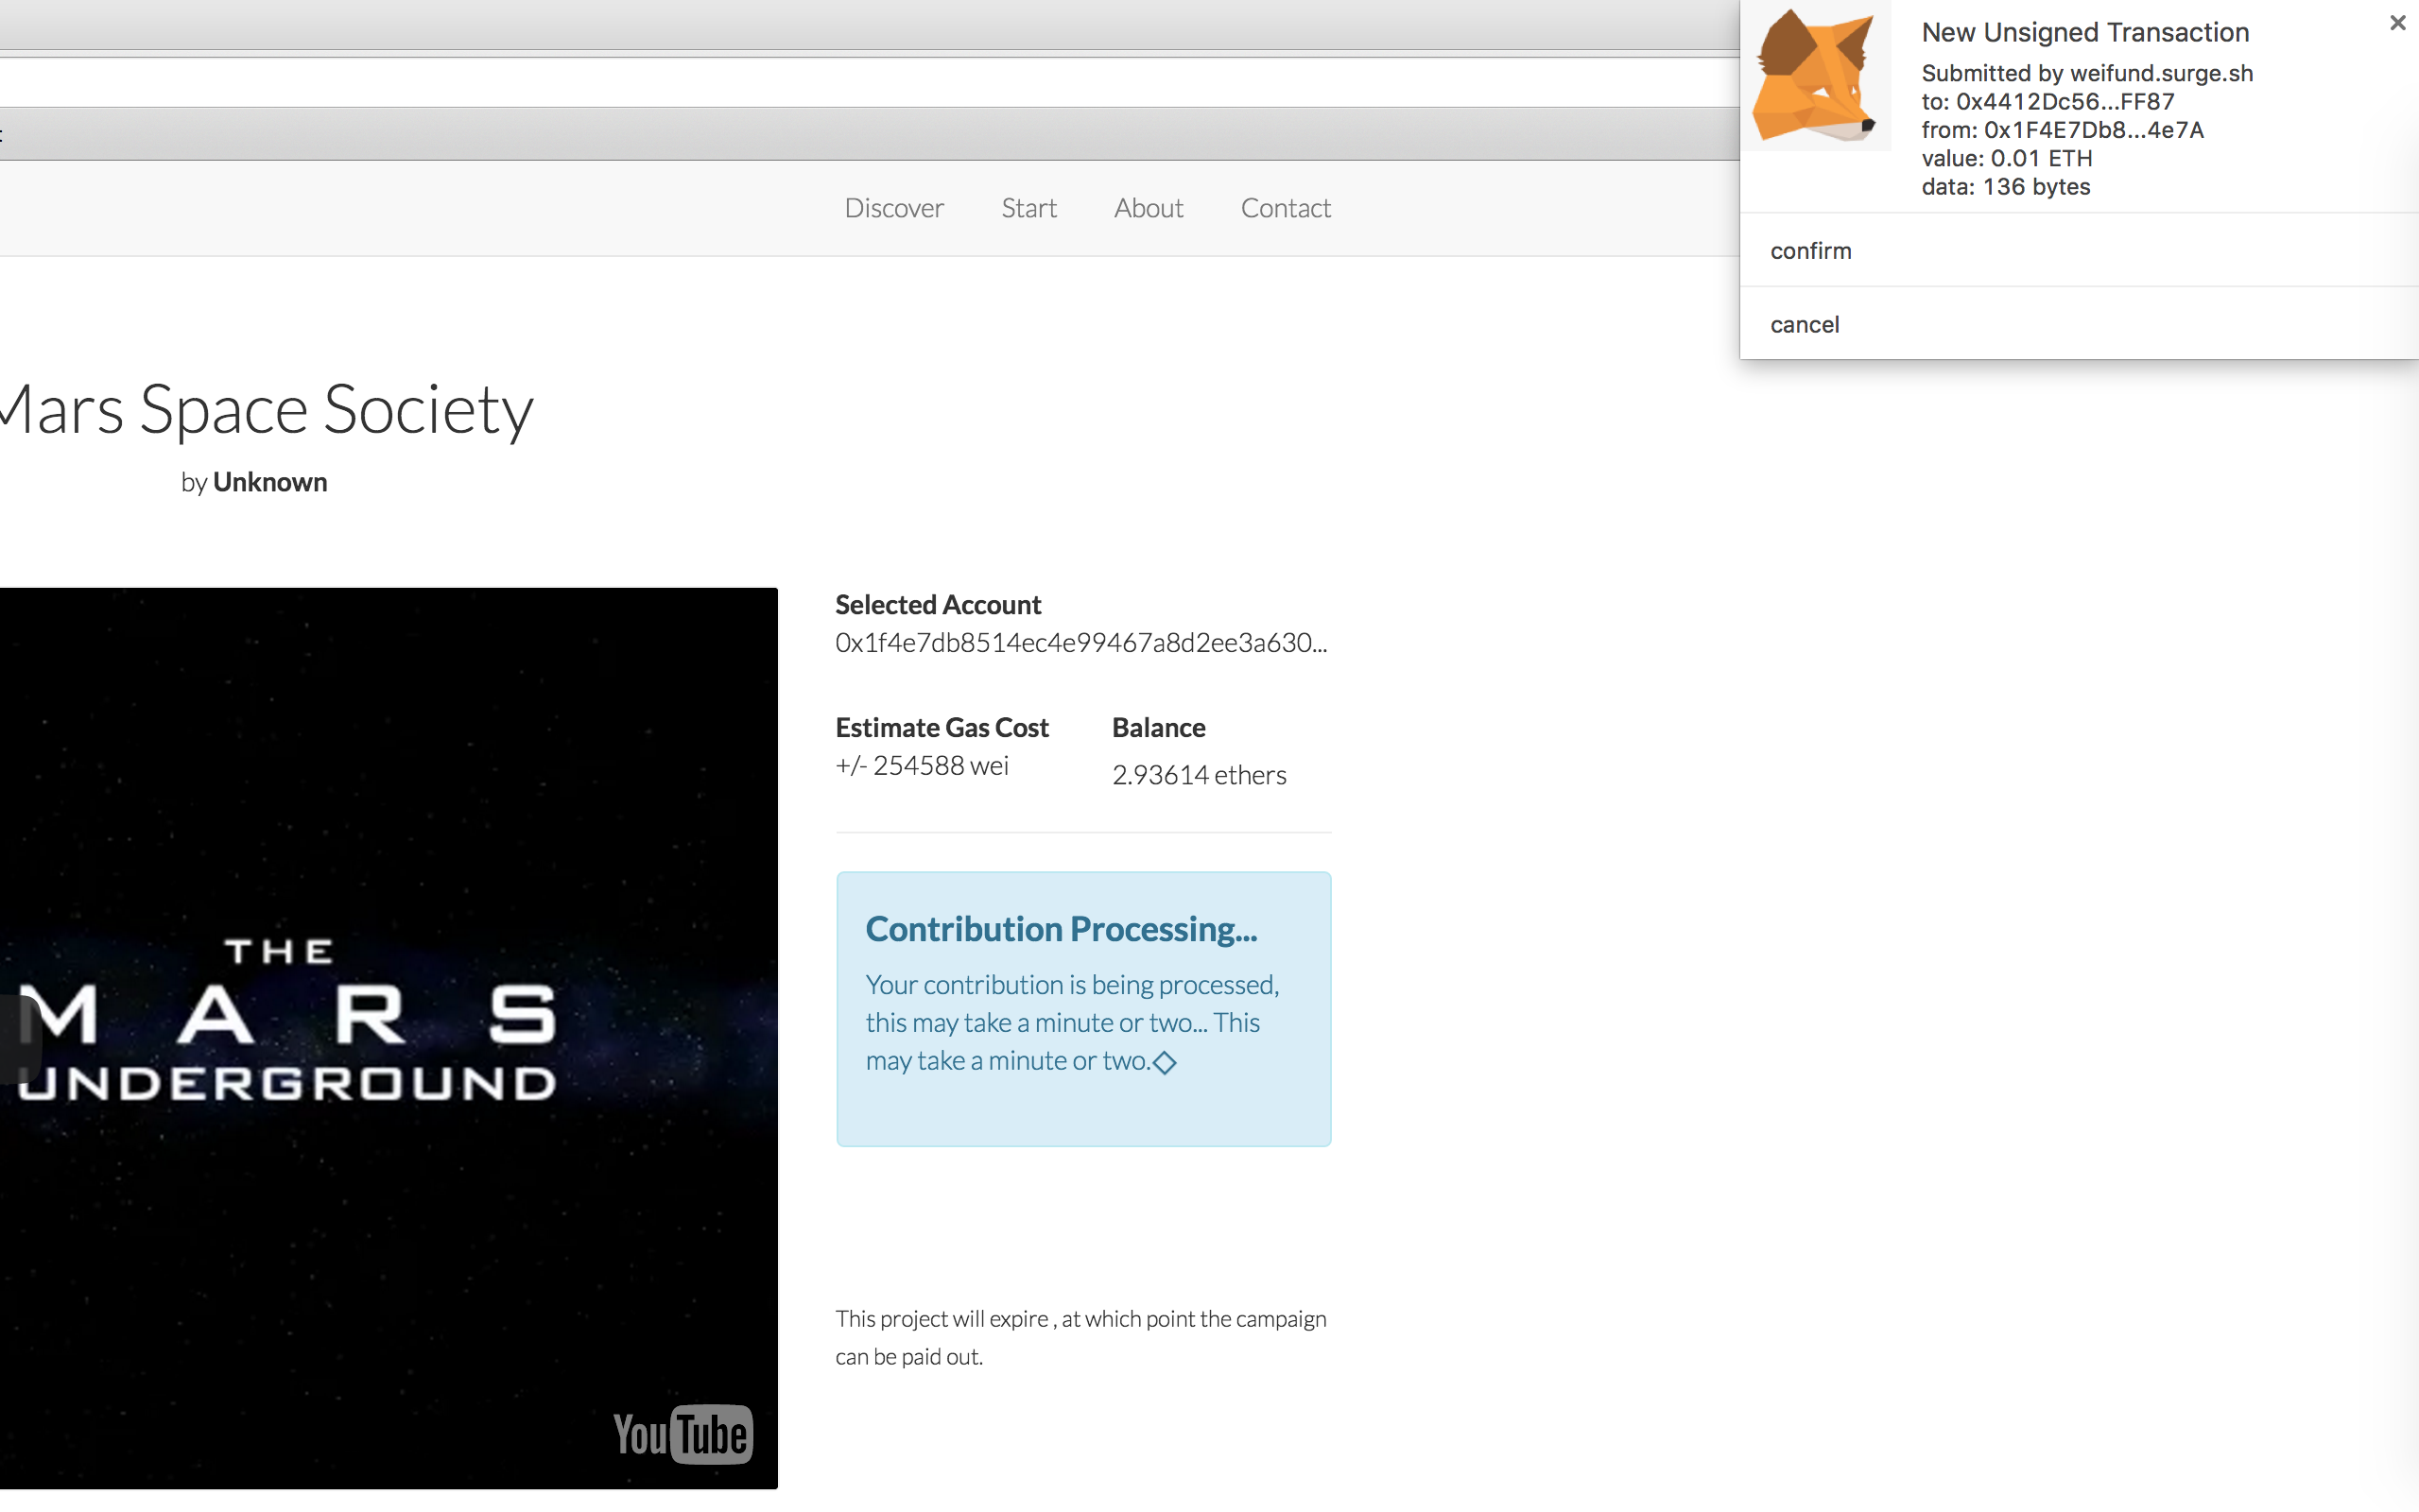 New Unsigned Transaction
Submitted by weifund.surge.sh
to: 0x4412Dc56...FF87
from: 0x1F4E7Db8...4e7A
value: 0.01 ETH
data: 136 bytes
confirm
cancel
Discover Start About Contact
Mars Space Society
by Unknown
THE
MARS
UNDERGROUND
YouTube
Selected Account
0x1f4e7db8514ec4e99467a8d2ee3a630...
Estimate Gas Cost
+/- 254588 wei
Balance
2.93614 ethers
Contribution Processing...
Your contribution is being processed,
this may take a minute or two... This
may take a minute or two.
This project will expire , at which point the campaign
can be paid out.